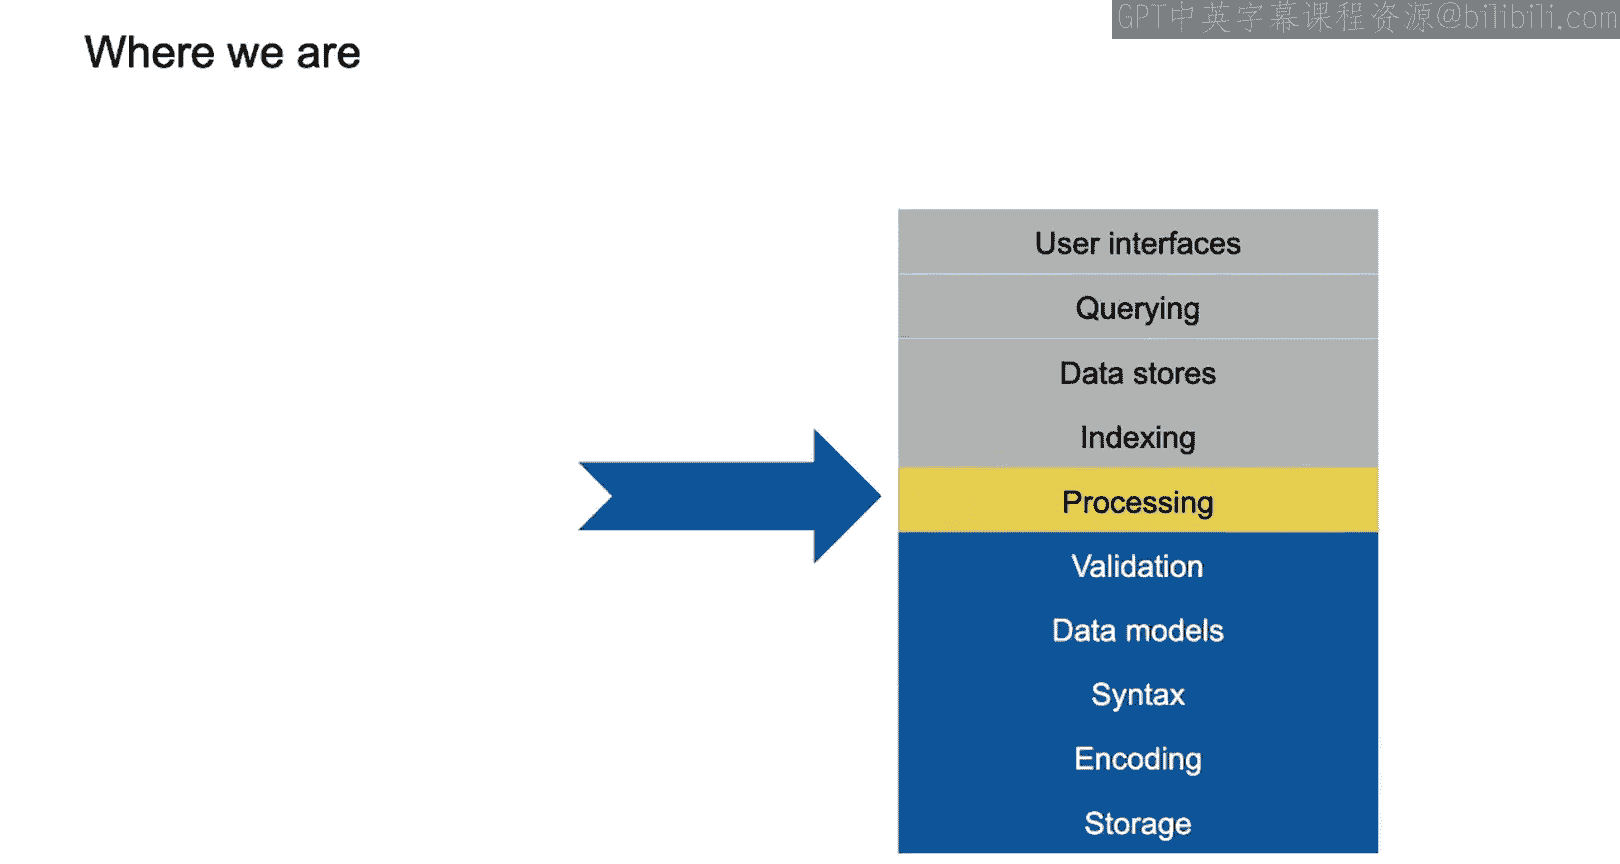 GPT中英字幕课程资源@bilibili.com
Where we are
User interfaces
Querying
Data stores
Indexing
Processing
Validation
Data models
Syntax
Encoding
Storage